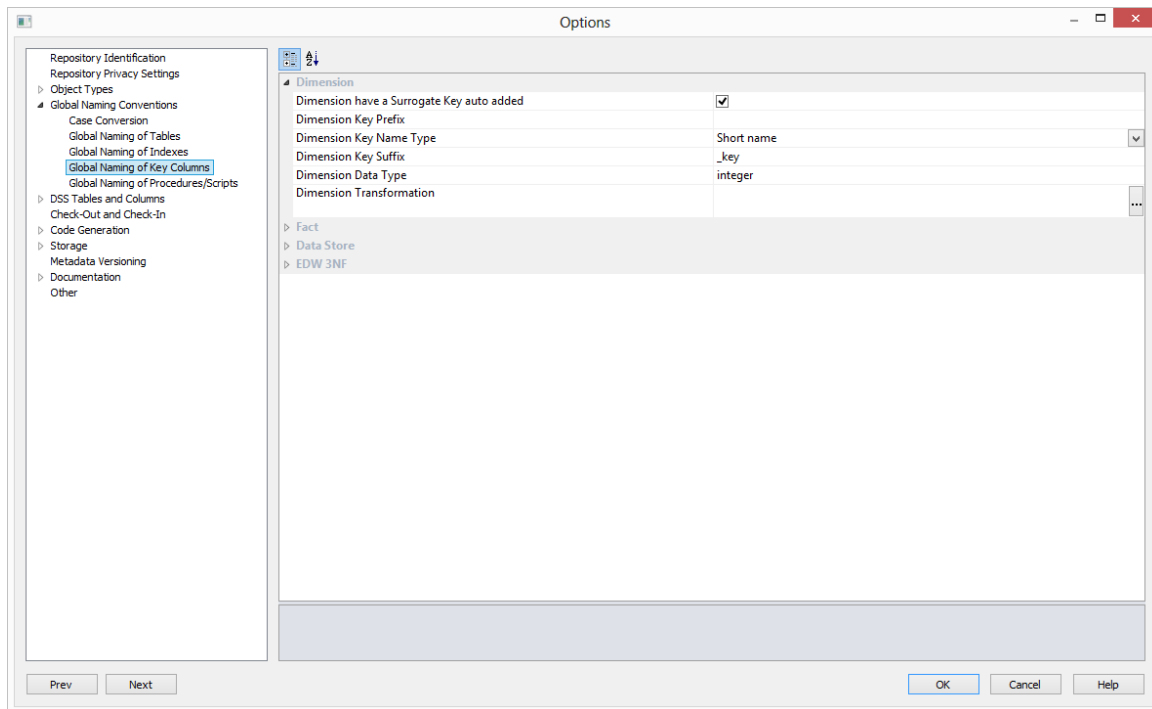 Options
Repository Identification
Repository Privacy Settings
Object Types
Global Naming Conventions
Case Conversion
Global Naming of Tables
Global Naming of Indexes
Global Naming of Key Columns
Global Naming of Procedures/Scripts
DSS Tables and Columns
Check-Out and Check-In
Code Generation
Storage
Metadata Versioning
Documentation
Other
A
Z
Dimension
Dimension have a Surrogate Key auto added
Dimension Key Prefix
Dimension Key Name Type Short name
Dimension Key Suffix _key
Dimension Data Type integer
Dimension Transformation ...
Fact
Data Store
EDW 3NF
Prev Next OK Cancel Help